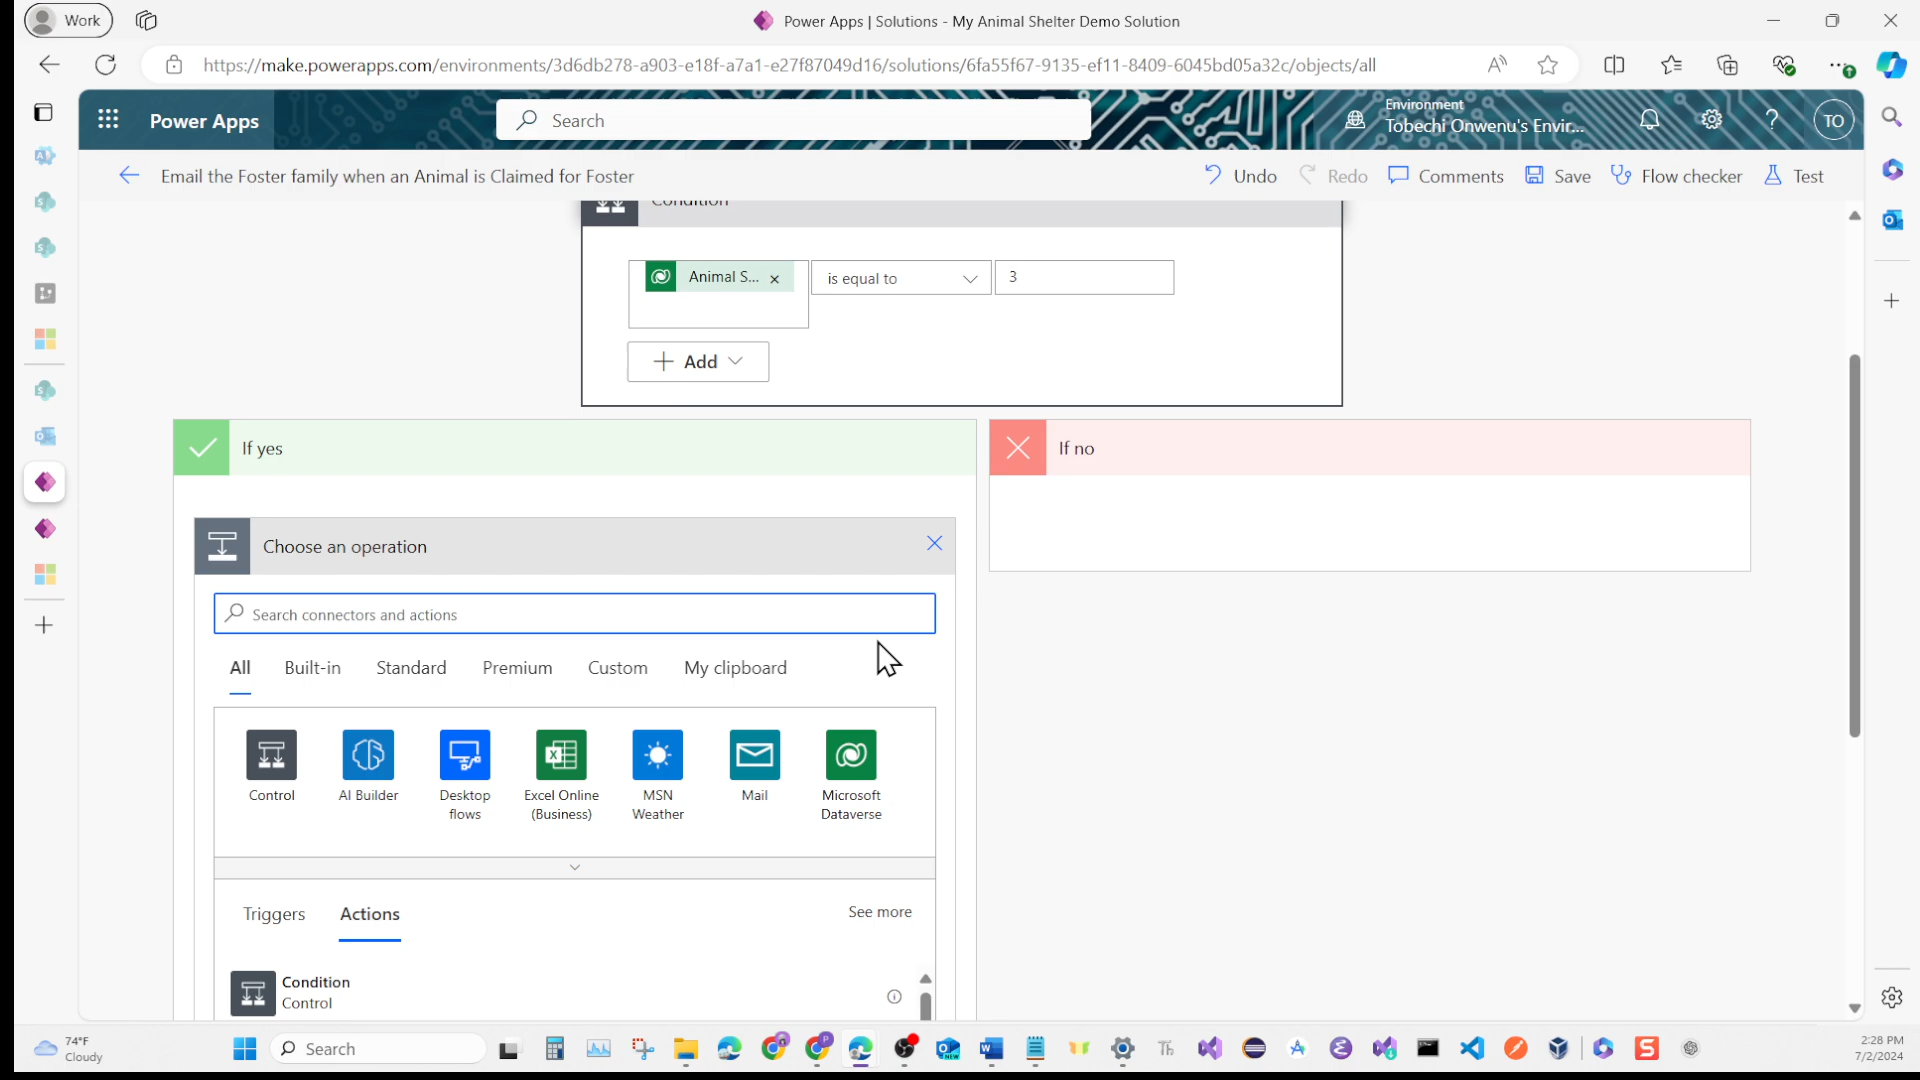 Work
Power Apps | Solutions - My Animal Shelter Demo Solution
https://make.powerapps.com/environments/3d6db278-a903-e18f-a7a1-e27f87049d16/solutions/6fa55f67-9135-ef11-8409-6045bd05a32c/objects/all
Power Apps
Search
Environment
Tobechi Onwenu's Envir...
TO
Email the Foster family when an Animal is Claimed for Foster
Undo
Redo
Comments
Save
Flow checker
Test
Condition
Animal S...
is equal to
3
Add
If yes
If no
Choose an operation
Search connectors and actions
All
Built-in
Standard
Premium
Custom
My clipboard
Control
AI Builder
Desktop
flows
Excel Online
(Business)
MSN
Weather
Mail
Microsoft
Dataverse
Triggers
Actions
See more
Condition
Control
74°F
Cloudy
Search
NEW
Th
2:28 PM
7/2/2024